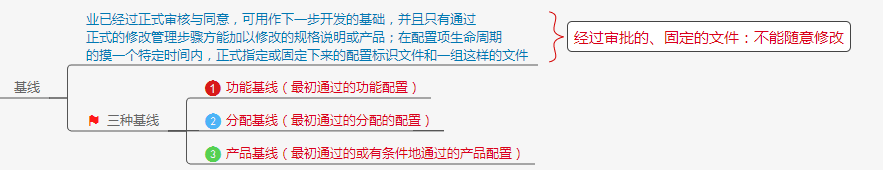 业已经过正式审核与同意，可用作下一步开发的基础，并且只有通过
正式的修改管理步骤方能加以修改的规格说明或产品；在配置项生命周期
的摸一个特定时间内，正式指定或固定下来的配置标识文件和一组这样的文件
经过审批的、固定的文件：不能随意修改
基线
三种基线
1 功能基线（最初通过的功能配置）
2 分配基线（最初通过的分配的配置）
3 产品基线（最初通过的或有条件地通过的产品配置）